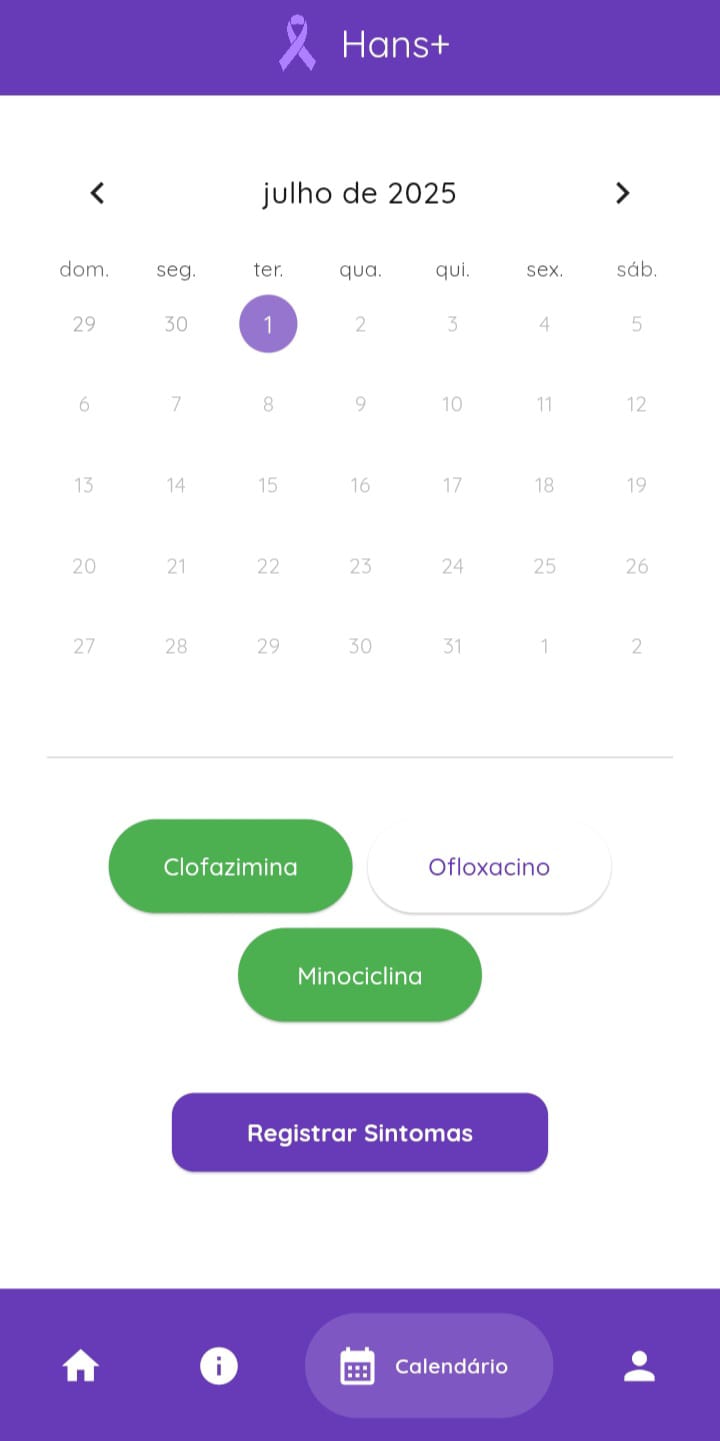 Hans+
julho de 2025
dom. seg. ter. qua. qui. sex. sáb.
29 30 1 2 3 4 5
6 7 8 9 10 11 12
13 14 15 16 17 18 19
20 21 22 23 24 25 26
27 28 29 30 31 1 2
Clofazimina Ofloxacino
Minociclina
Registrar Sintomas
Calendário